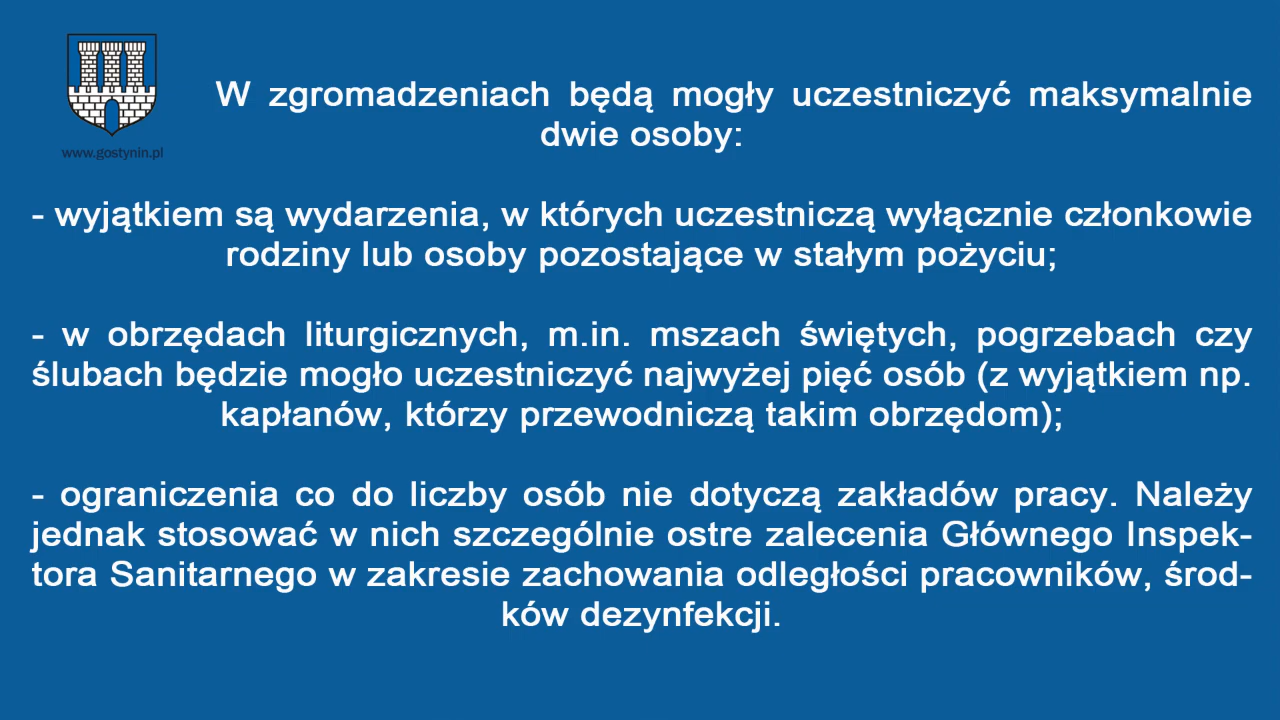 www.gostynin.pl
W zgromadzeniach będą mogły uczestniczyć maksymalnie
dwie osoby:
- wyjątkiem są wydarzenia, w których uczestniczą wyłącznie członkowie
rodziny lub osoby pozostające w stałym pożyciu;
- w obrzędach liturgicznych, m.in. mszach świętych, pogrzebach czy
ślubach będzie mogło uczestniczyć najwyżej pięć osób (z wyjątkiem np.
kapłanów, którzy przewodniczą takim obrzędom);
- ograniczenia co do liczby osób nie dotyczą zakładów pracy. Należy
jednak stosować w nich szczególnie ostre zalecenia Głównego Inspek-
tora Sanitarnego w zakresie zachowania odległości pracowników, środ-
ków dezynfekcji.